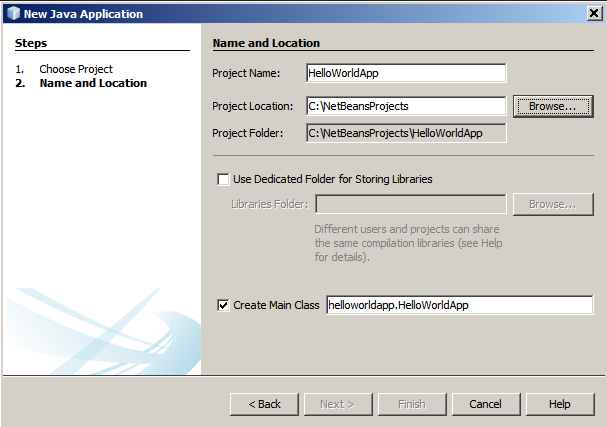 New Java Application
Steps
1. Choose Project
2. Name and Location
Name and Location
Project Name: HelloWorldApp
Project Location: C:\NetBeansProjects Browse...
Project Folder: C:\NetBeansProjects\HelloWorldApp
Use Dedicated Folder for Storing Libraries
Libraries Folder: Browse...
Different users and projects can share
the same compilation libraries (see Help
for details).
Create Main Class helloworldapp.HelloWorldApp
< Back Next > Finish Cancel Help